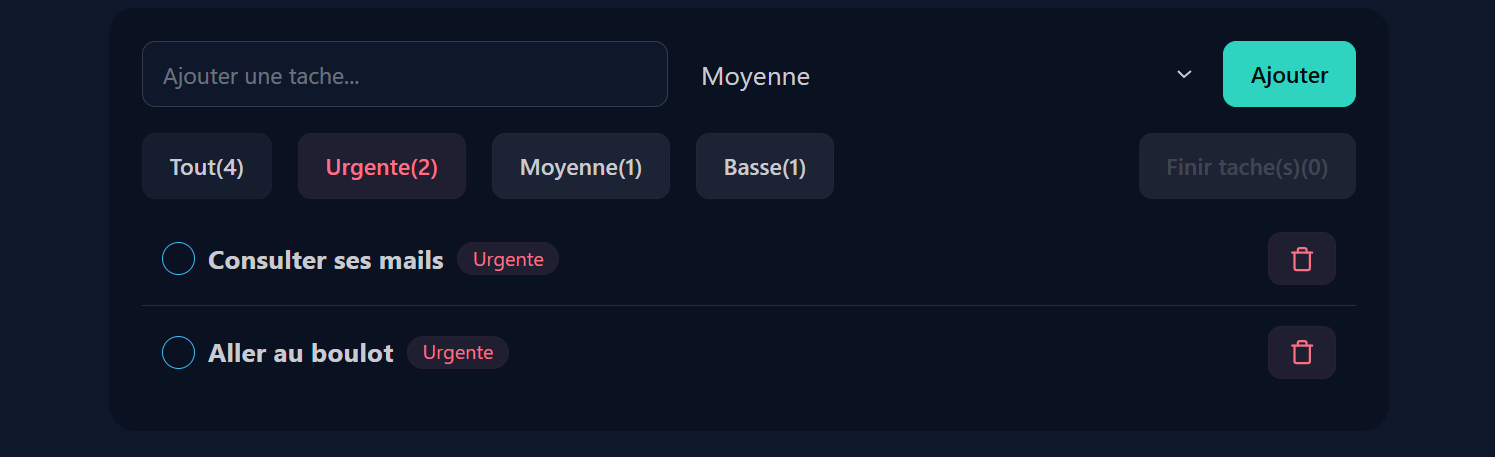 Ajouter une tache... Moyenne Ajouter
Tout(4) Urgente(2) Moyenne(1) Basse(1) Finir tache(s)(0)
Consulter ses mails Urgente
Aller au boulot Urgente